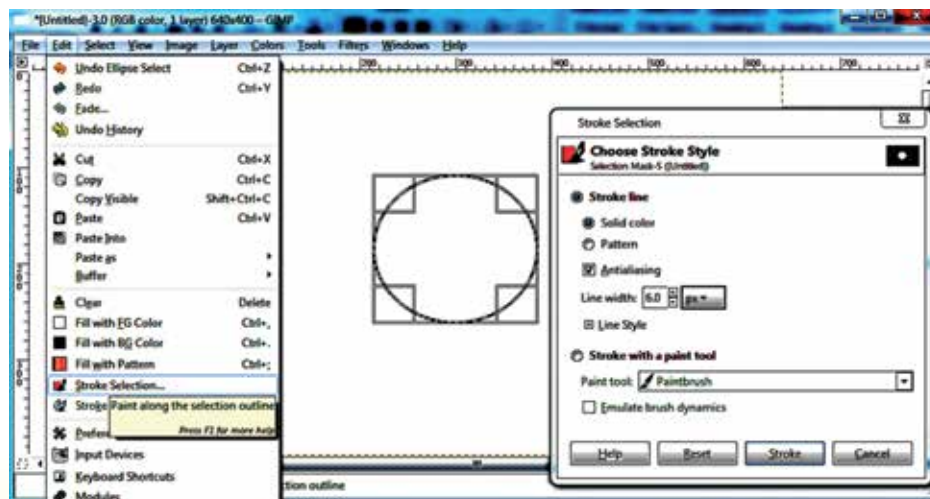 *[Untitled]-3.0 (RGB color, 1 layer) 640x400 – GIMP
File Edit Select View Image Layer Colors Tools Filters Windows Help
Undo Ellipse Select Ctrl+Z
Redo Ctrl+Y
Fade...
Undo History
Cut Ctrl+X
Copy Ctrl+C
Copy Visible Shift+Ctrl+C
Paste Ctrl+V
Paste Into
Paste as
Buffer
Clear Delete
Fill with FG Color Ctrl+,
Fill with BG Color Ctrl+.
Fill with Pattern Ctrl+;
Stroke Selection...
Paint along the selection outline
Press F1 for more help
Input Devices
Keyboard Shortcuts
Modules
200 300 400 500 600 700
tion outline
Stroke Selection
Choose Stroke Style
Selection Mask-5 ([Untitled])
Stroke line
Solid color
Pattern
Antialiasing
Line width: 6.0 px
Line Style
Stroke with a paint tool
Paint tool: Paintbrush
Emulate brush dynamics
Help Reset Stroke Cancel